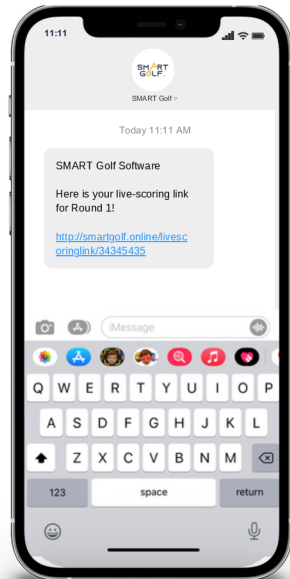 11:11
SMART
GOLF
SMART Golf >
Today 11:11 AM
SMART Golf Software
Here is your live-scoring link
for Round 1!
http://smartgolf.online/livesc
oringlink/34345435
iMessage
Q W E R T Y U I O P
A S D F G H J K L
Z X C V B N M
123 space return